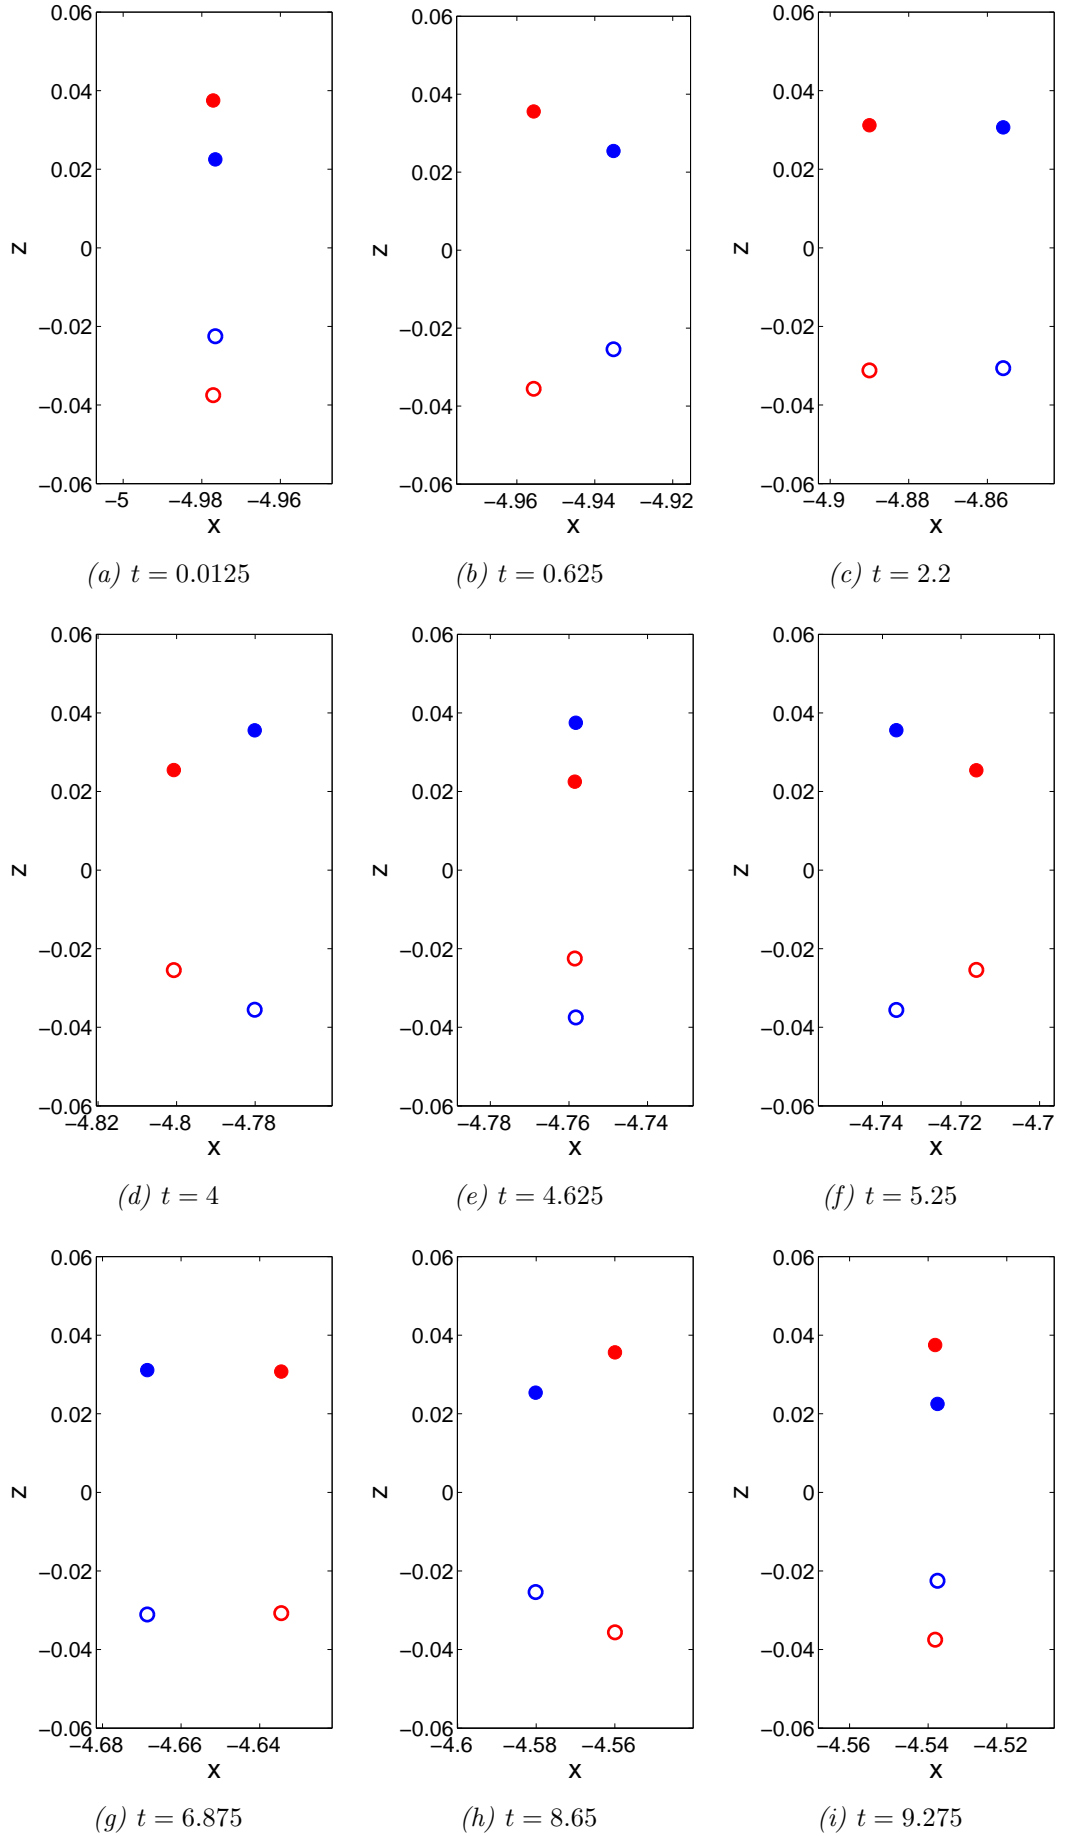 0.06 0.04 0.02 0 −0.02 −0.04 −0.06
z
−5 −4.98 −4.96
x
(a) t = 0.0125
0.06 0.04 0.02 0 −0.02 −0.04 −0.06
z
−4.96 −4.94 −4.92
x
(b) t = 0.625
0.06 0.04 0.02 0 −0.02 −0.04 −0.06
z
−4.9 −4.88 −4.86
x
(c) t = 2.2
0.06 0.04 0.02 0 −0.02 −0.04 −0.06
z
−4.82 −4.8 −4.78
x
(d) t = 4
0.06 0.04 0.02 0 −0.02 −0.04 −0.06
z
−4.78 −4.76 −4.74
x
(e) t = 4.625
0.06 0.04 0.02 0 −0.02 −0.04 −0.06
z
−4.74 −4.72 −4.7
x
(f) t = 5.25
0.06 0.04 0.02 0 −0.02 −0.04 −0.06
z
−4.68 −4.66 −4.64
x
(g) t = 6.875
0.06 0.04 0.02 0 −0.02 −0.04 −0.06
z
−4.6 −4.58 −4.56
x
(h) t = 8.65
0.06 0.04 0.02 0 −0.02 −0.04 −0.06
z
−4.56 −4.54 −4.52
x
(i) t = 9.275